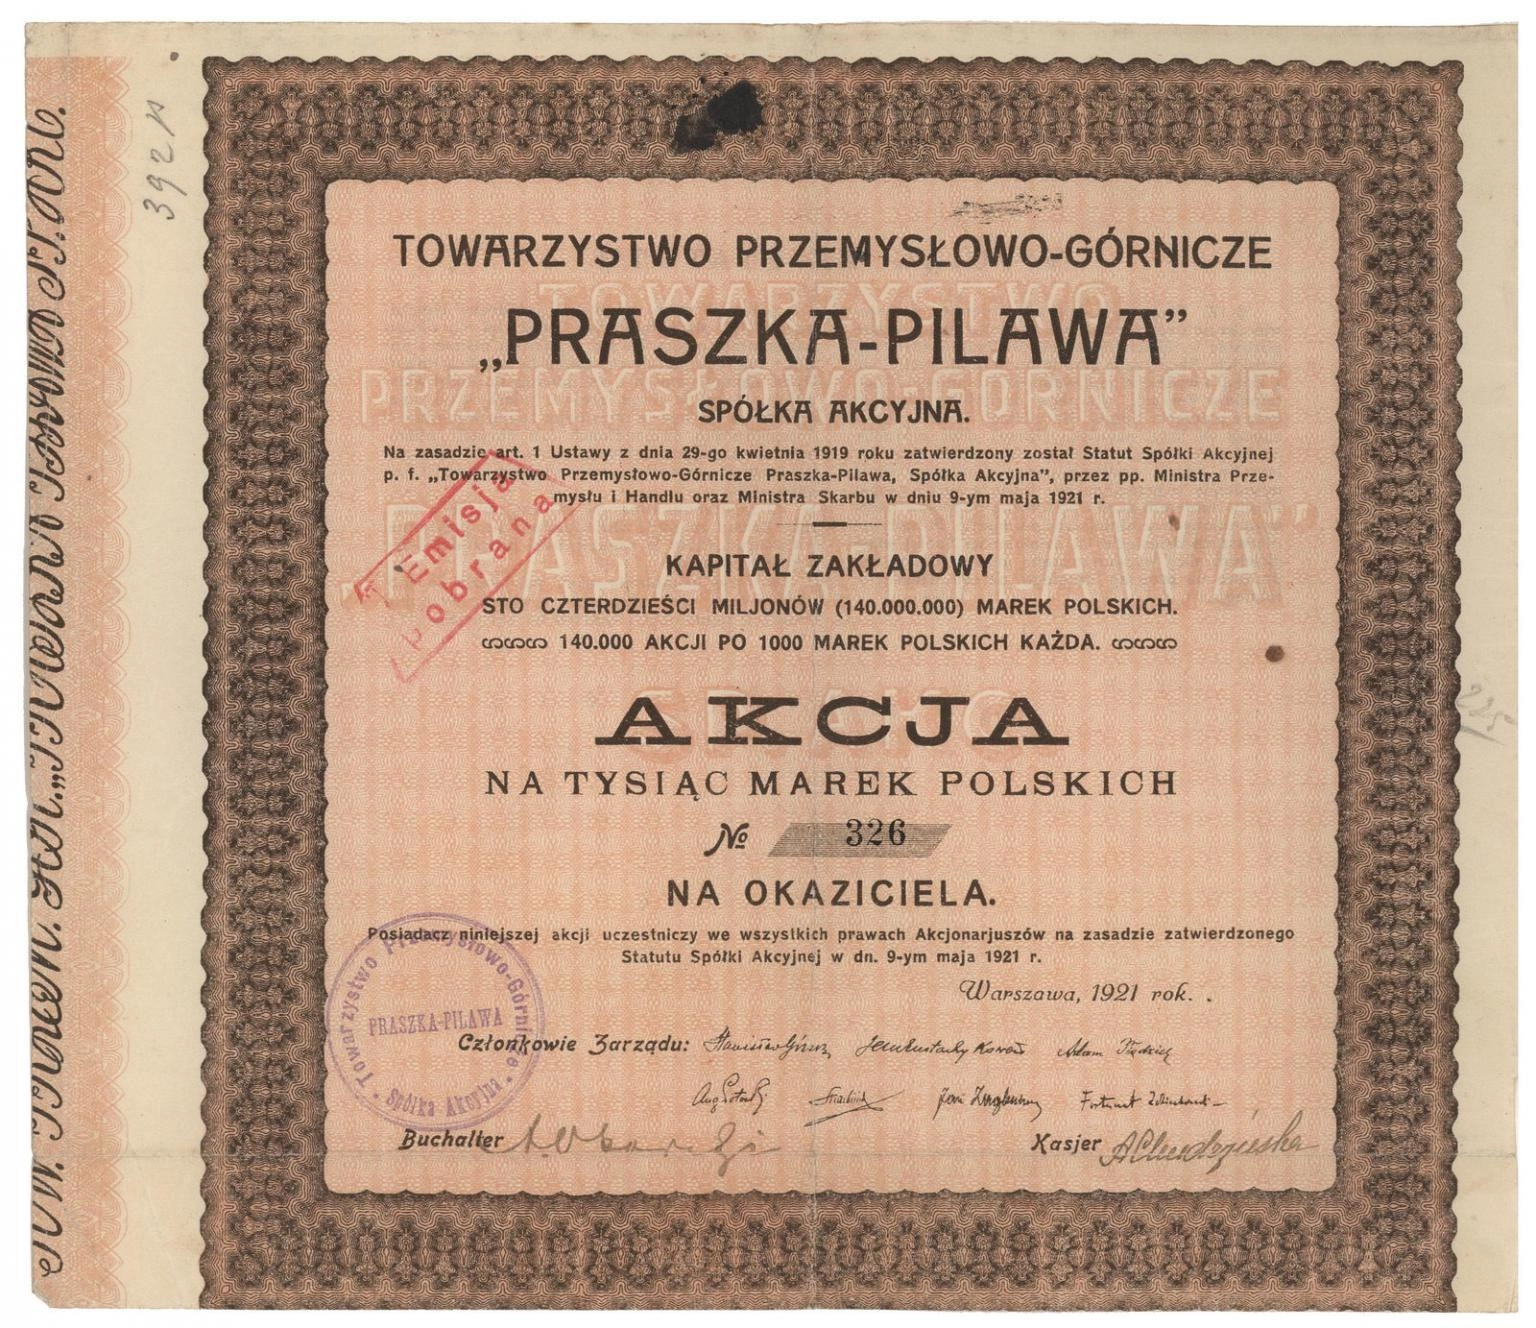 392
TOWARZYSTWO PRZEMYSŁOWO-GÓRNICZE
„PRASZKA-PILAWA”
SPÓŁKA AKCYJNA.
Na zasadzie art. 1 Ustawy z dnia 29-go kwietnia 1919 roku zatwierdzony został Statut Spółki Akcyjnej
p. f. „Towarzystwo Przemysłowo-Górnicze Praszka-Pilawa, Spółka Akcyjna”, przez pp. Ministra Prze-
mysłu i Handlu oraz Ministra Skarbu w dniu 9-ym maja 1921 r.
Emisja
pobrana
KAPITAŁ ZAKŁADOWY
STO CZTERDZIEŚCI MILJONÓW (140.000.000) MAREK POLSKICH.
140.000 AKCJI PO 1000 MAREK POLSKICH KAŻDA.
AKCJA
NA TYSIĄC MAREK POLSKICH
№ 326
NA OKAZICIELA.
Posiadacz niniejszej akcji uczestniczy we wszystkich prawach Akcjonarjuszów na zasadzie zatwierdzonego
Statutu Spółki Akcyjnej w dn. 9-ym maja 1921 r.
Warszawa, 1921 rok.
Towarzystwo Przemysłowo-Górnicze
PRASZKA-PILAWA
Spółka Akcyjna
Członkowie Zarządu:
Buchalter
Kasjer
TOWARZYSTWO
PRZEMYSŁOWO-GÓRNICZE
„PRASZKA-PILAWA”